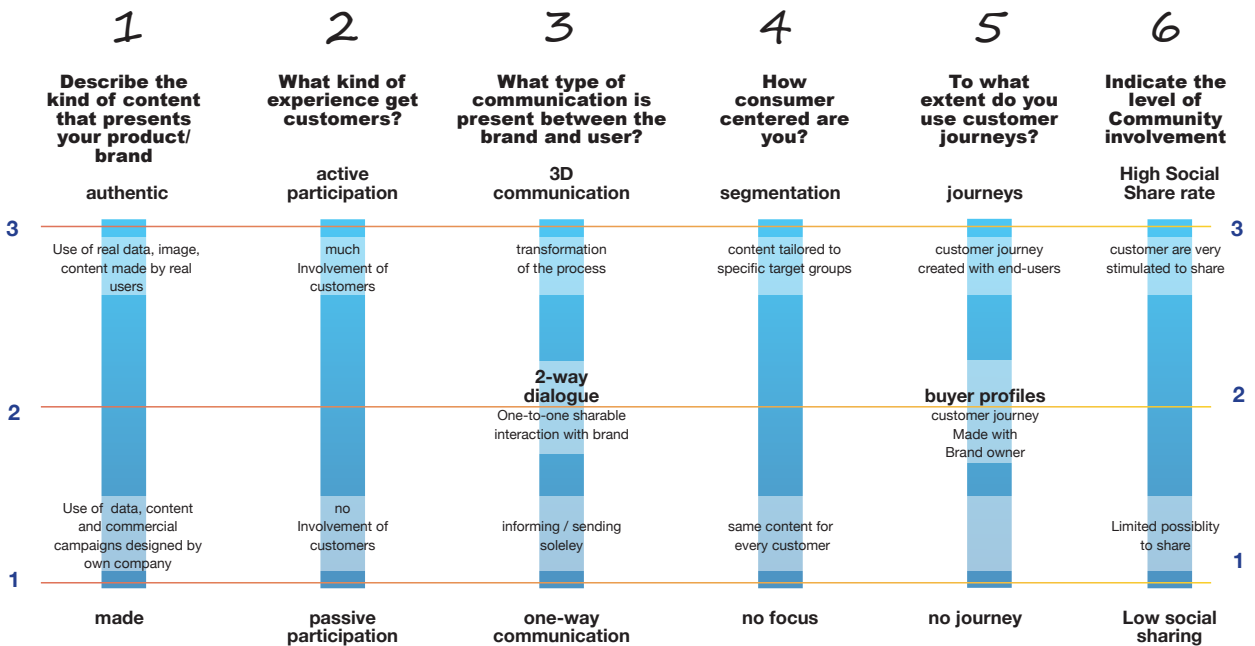 1
Describe the
kind of content
that presents
your product/
brand
authentic
Use of real data, image,
content made by real
users
Use of  data, content
and commercial
campaigns designed by
own company
made
2
What kind of
experience get
customers?
active
participation
much
Involvement of
customers
no
Involvement of
customers
passive
participation
3
What type of
communication is
present between the
brand and user?
3D
communication
transformation
of the process
2-way
dialogue
One-to-one sharable
interaction with brand
informing / sending
soleley
one-way
communication
4
How
consumer
centered are
you?
segmentation
content tailored to
specific target groups
same content for
every customer
no focus
5
To what
extent do you
use customer
journeys?
journeys
customer journey
created with end-users
buyer profiles
customer journey
Made with
Brand owner
no journey
6
Indicate the
level of
Community
involvement
High Social
Share rate
customer are very
stimulated to share
Limited possiblity
to share
Low social
sharing
3
2
1
3
2
1